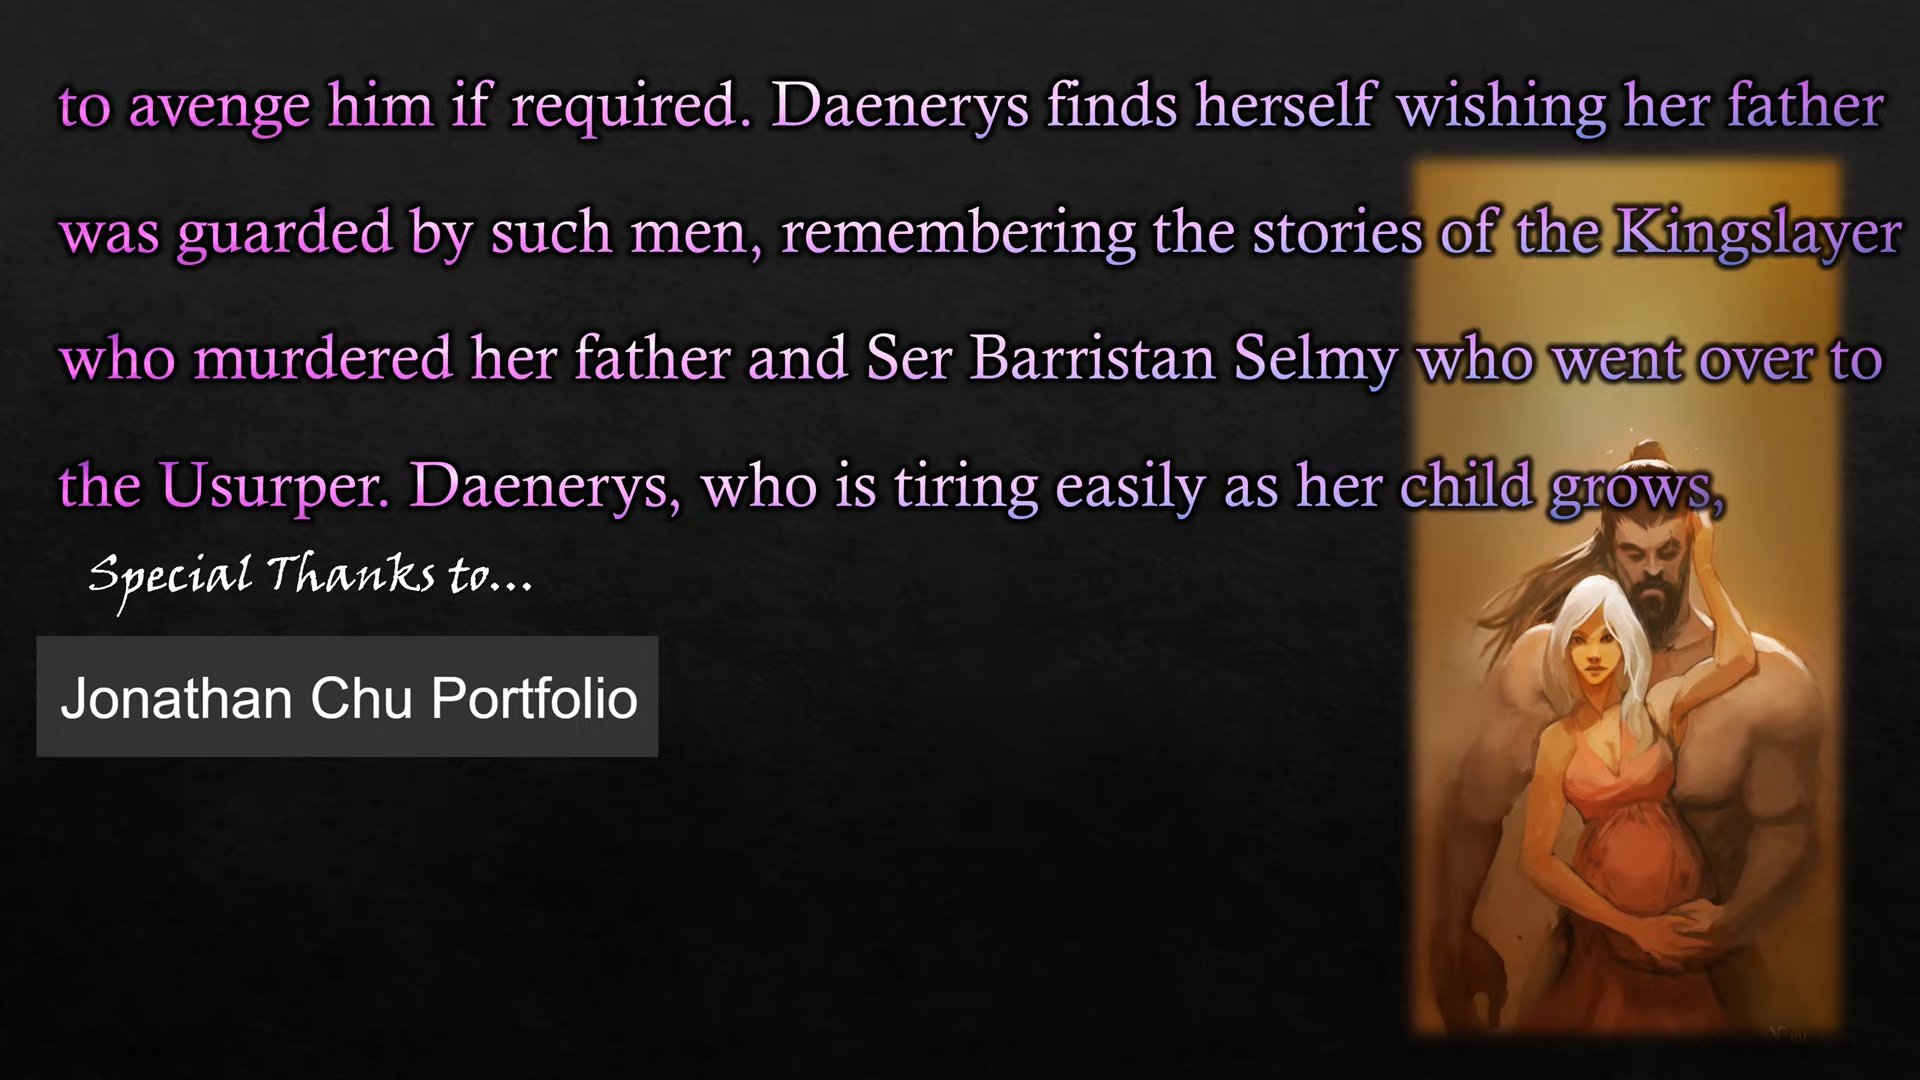 to avenge him if required. Daenerys finds herself wishing her father
was guarded by such men, remembering the stories of the Kingslayer
who murdered her father and Ser Barristan Selmy who went over to
the Usurper. Daenerys, who is tiring easily as her child grows,
Special Thanks to...
Jonathan Chu Portfolio